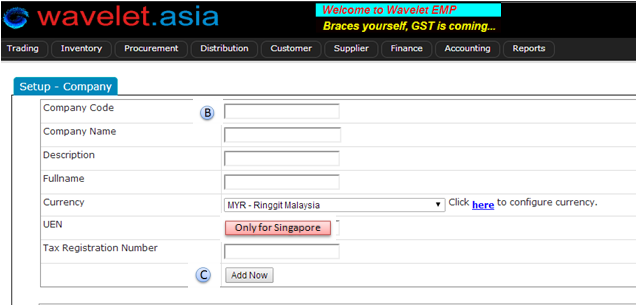 wavelet.asia
Welcome to Wavelet EMP
Braces yourself, GST is coming...
Trading Inventory Procurement Distribution Customer Supplier Finance Accounting Reports
Setup - Company
Company Code B
Company Name
Description
Fullname
Currency MYR - Ringgit Malaysia Click here to configure currency.
UEN Only for Singapore
Tax Registration Number
C Add Now